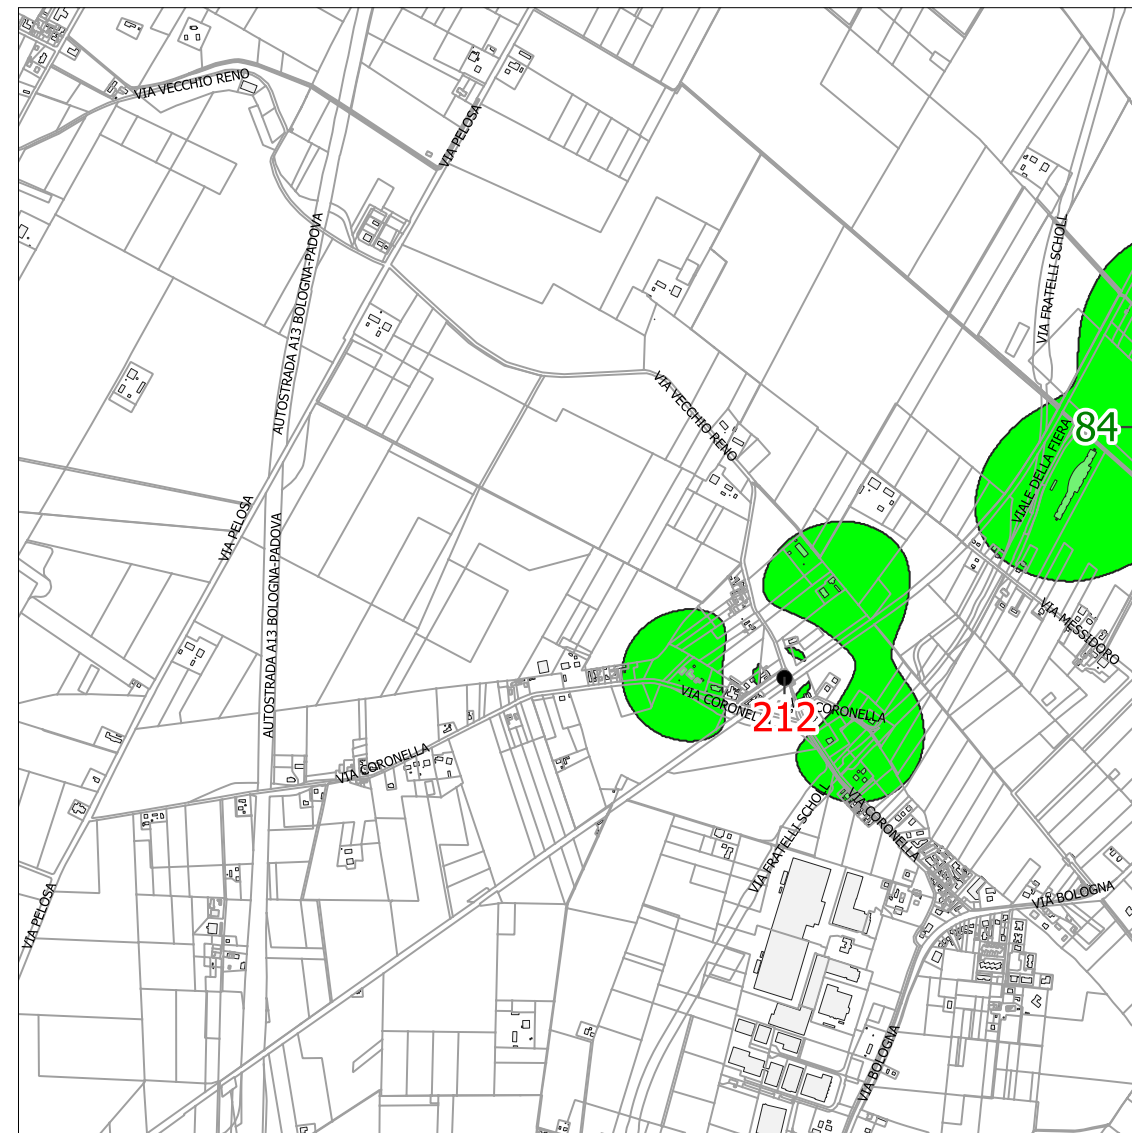 VIA VECCHIO RENO
VIA PELOSA
AUTOSTRADA A13 BOLOGNA-PADOVA
VIA FRATELLI SCHOLL
VIA VECCHIO RENO
84
VIALE DELLA FIERA
VIA PELOSA
AUTOSTRADA A13 BOLOGNA-PADOVA
VIA MESSIDORO
VIA CORONEL
212
CORONELLA
VIA CORONELLA
VIA FRATELLI SCHOLL
VIA CORONELLA
VIA BOLOGNA
VIA PELOSA
VIA BOLOGNA